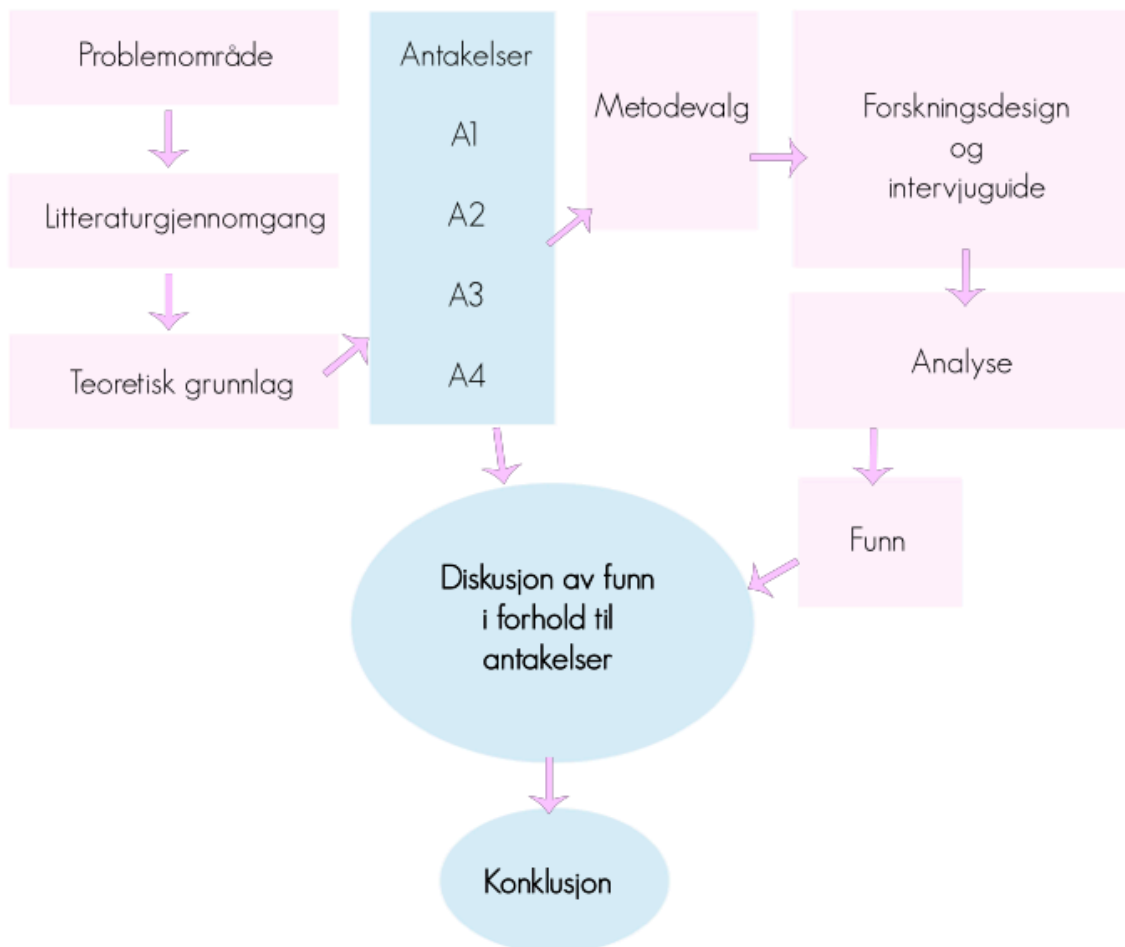 Problemområde
Litteraturgjennomgang
Teoretisk grunnlag
Antakelser
A1
A2
A3
A4
Metodevalg
Forskningsdesign
og
intervjuguide
Analyse
Funn
Diskusjon av funn
i forhold til
antakelser
Konklusjon